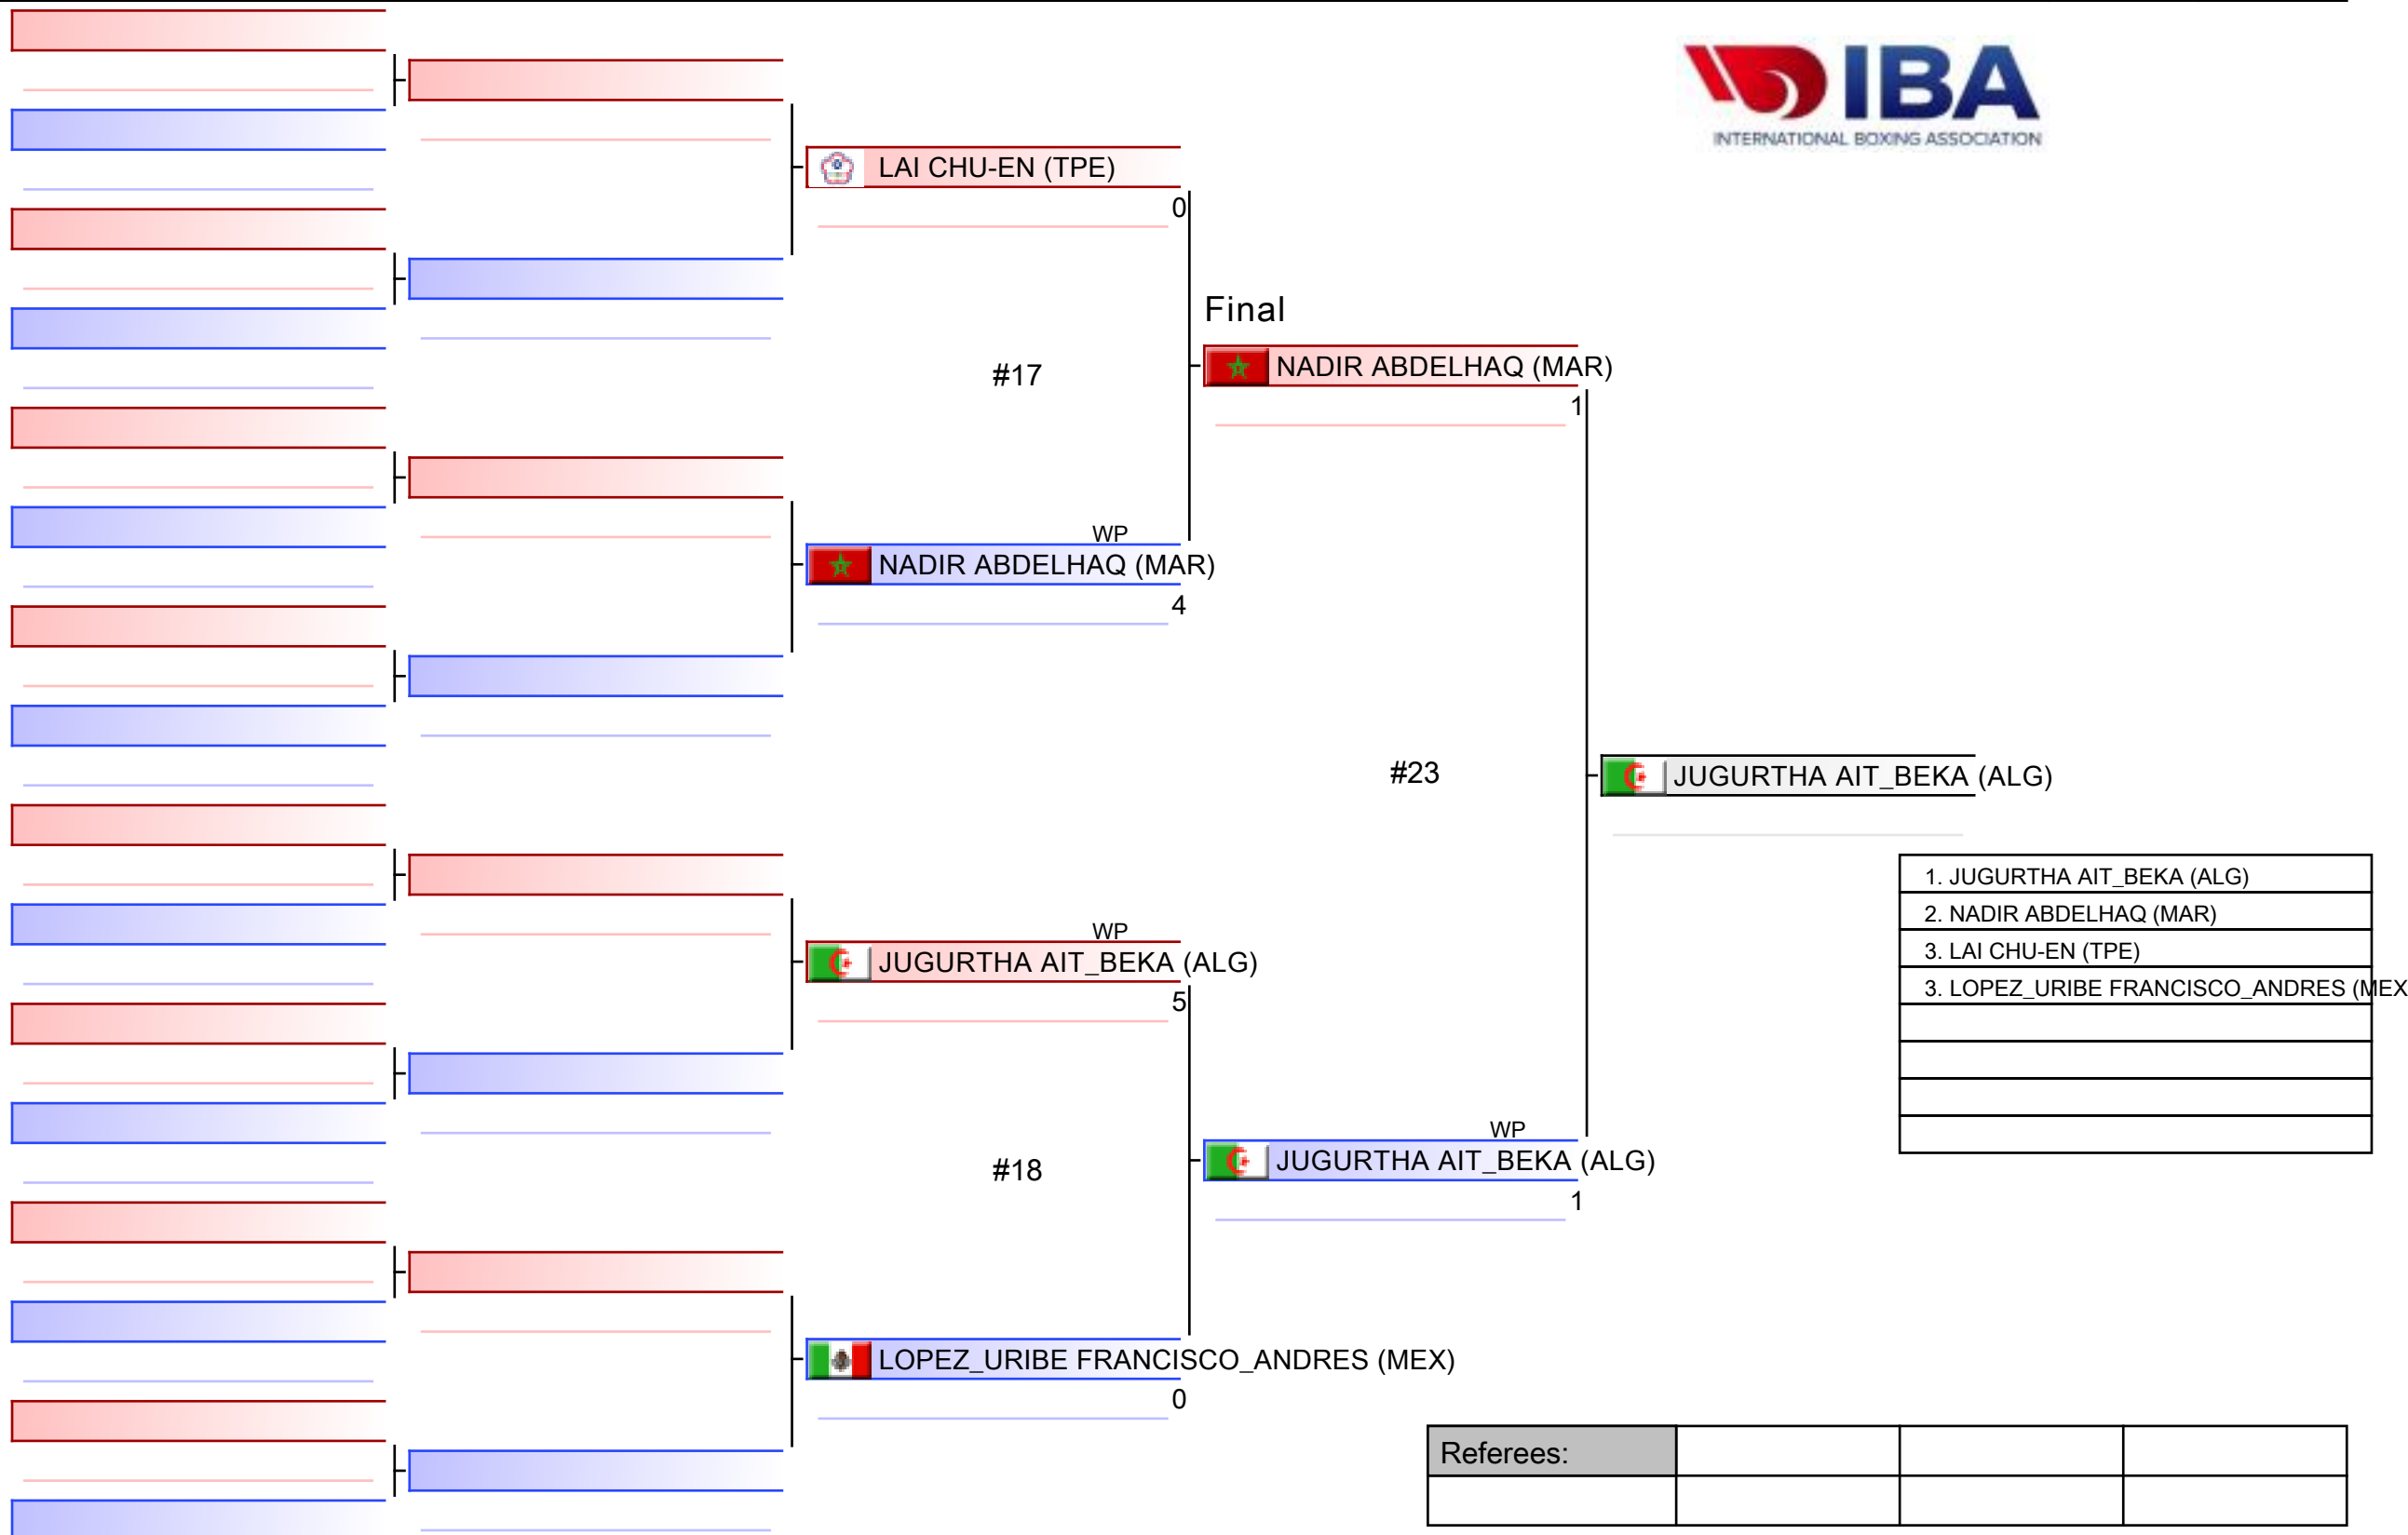 IBA
INTERNATIONAL BOXING ASSOCIATION
LAI CHU-EN (TPE)
0
Final
#17
NADIR ABDELHAQ (MAR)
1
WP
NADIR ABDELHAQ (MAR)
4
#23
JUGURTHA AIT_BEKA (ALG)
1. JUGURTHA AIT_BEKA (ALG)
2. NADIR ABDELHAQ (MAR)
3. LAI CHU-EN (TPE)
3. LOPEZ_URIBE FRANCISCO_ANDRES (MEX
WP
JUGURTHA AIT_BEKA (ALG)
5
WP
JUGURTHA AIT_BEKA (ALG)
1
#18
LOPEZ_URIBE FRANCISCO_ANDRES (MEX)
0
Referees: